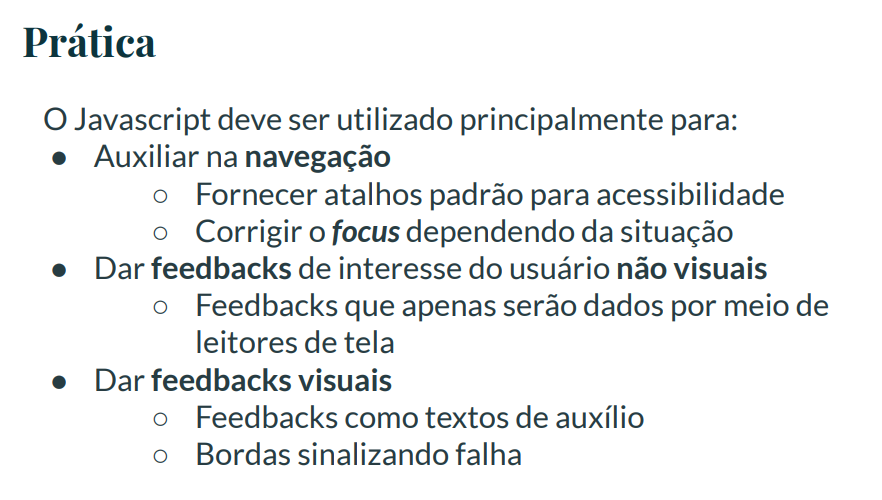 Prática
O Javascript deve ser utilizado principalmente para:
● Auxiliar na navegação
○ Fornecer atalhos padrão para acessibilidade
○ Corrigir o focus dependendo da situação
● Dar feedbacks de interesse do usuário não visuais
○ Feedbacks que apenas serão dados por meio de
leitores de tela
● Dar feedbacks visuais
○ Feedbacks como textos de auxílio
○ Bordas sinalizando falha